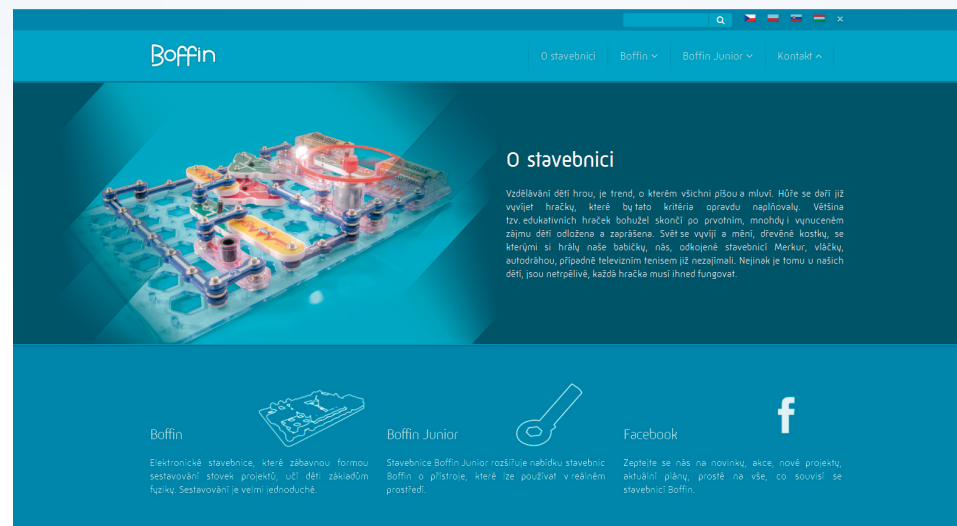 Boffin
O stavebnici Boffin Boffin Junior Kontakt
O stavebnici
Vzdělávání dětí hrou, je trend, o kterém všichni píšou a mluví. Hůře se daří již
vyvíjet hračky, které by tato kritéria opravdu naplňovaly. Většina
tzv. edukativních hraček bohužel skončí po prvotním, mnohdy i vynuceném
zájmu dětí odložena a zaprášena. Svět se vyvíjí a mění, dřevěné kostky, se
kterými si hrály naše babičky, nás, odkojené stavebnicí Merkur, vláčky,
autodráhou, případně televizním tenisem již nezajímali. Nejinak je tomu u našich
dětí, jsou netrpělivé, každá hračka musí ihned fungovat.
Boffin
Elektronické stavebnice, které zábavnou formou
sestavování stovek projektů, učí děti základům
fyziky. Sestavování je velmi jednoduché.
Boffin Junior
Stavebnice Boffin Junior rozšiřuje nabídku stavebnic
Boffin o přístroje, které lze používat v reálném
prostředí.
Facebook
Zeptejte se nás na novinky, akce, nové projekty,
aktuální plány, prostě na vše, co souvisí se
stavebnicí Boffin.